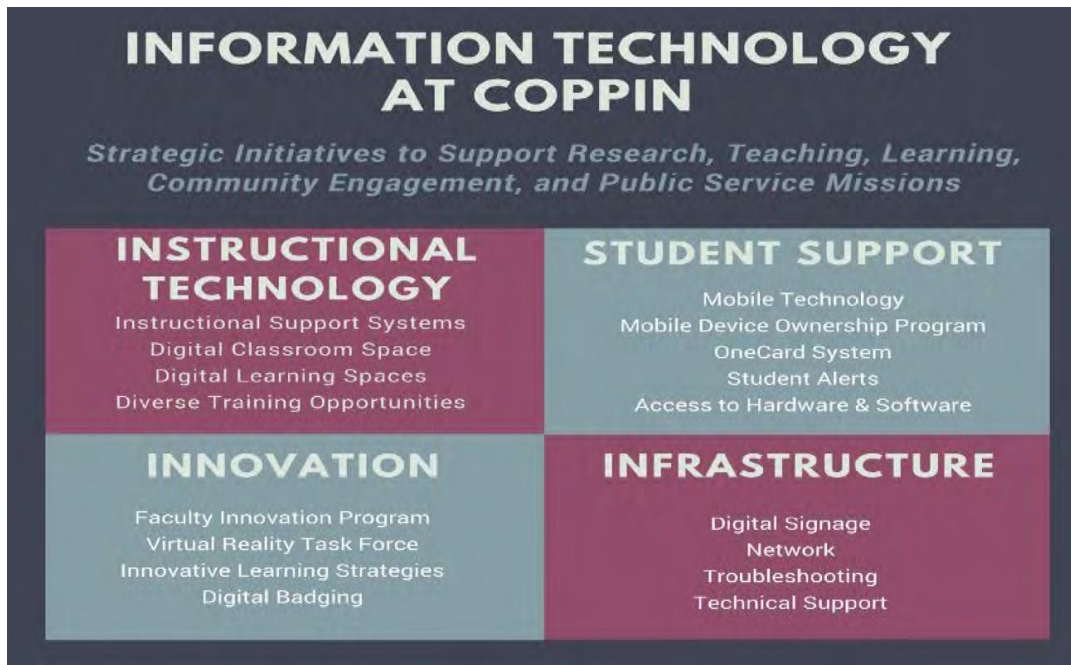 INFORMATION TECHNOLOGY
AT COPPIN
Strategic Initiatives to Support Research, Teaching, Learning,
Community Engagement, and Public Service Missions
INSTRUCTIONAL
TECHNOLOGY
Instructional Support Systems
Digital Classroom Space
Digital Learning Spaces
Diverse Training Opportunities
STUDENT SUPPORT
Mobile Technology
Mobile Device Ownership Program
OneCard System
Student Alerts
Access to Hardware & Software
INNOVATION
Faculty Innovation Program
Virtual Reality Task Force
Innovative Learning Strategies
Digital Badging
INFRASTRUCTURE
Digital Signage
Network
Troubleshooting
Technical Support